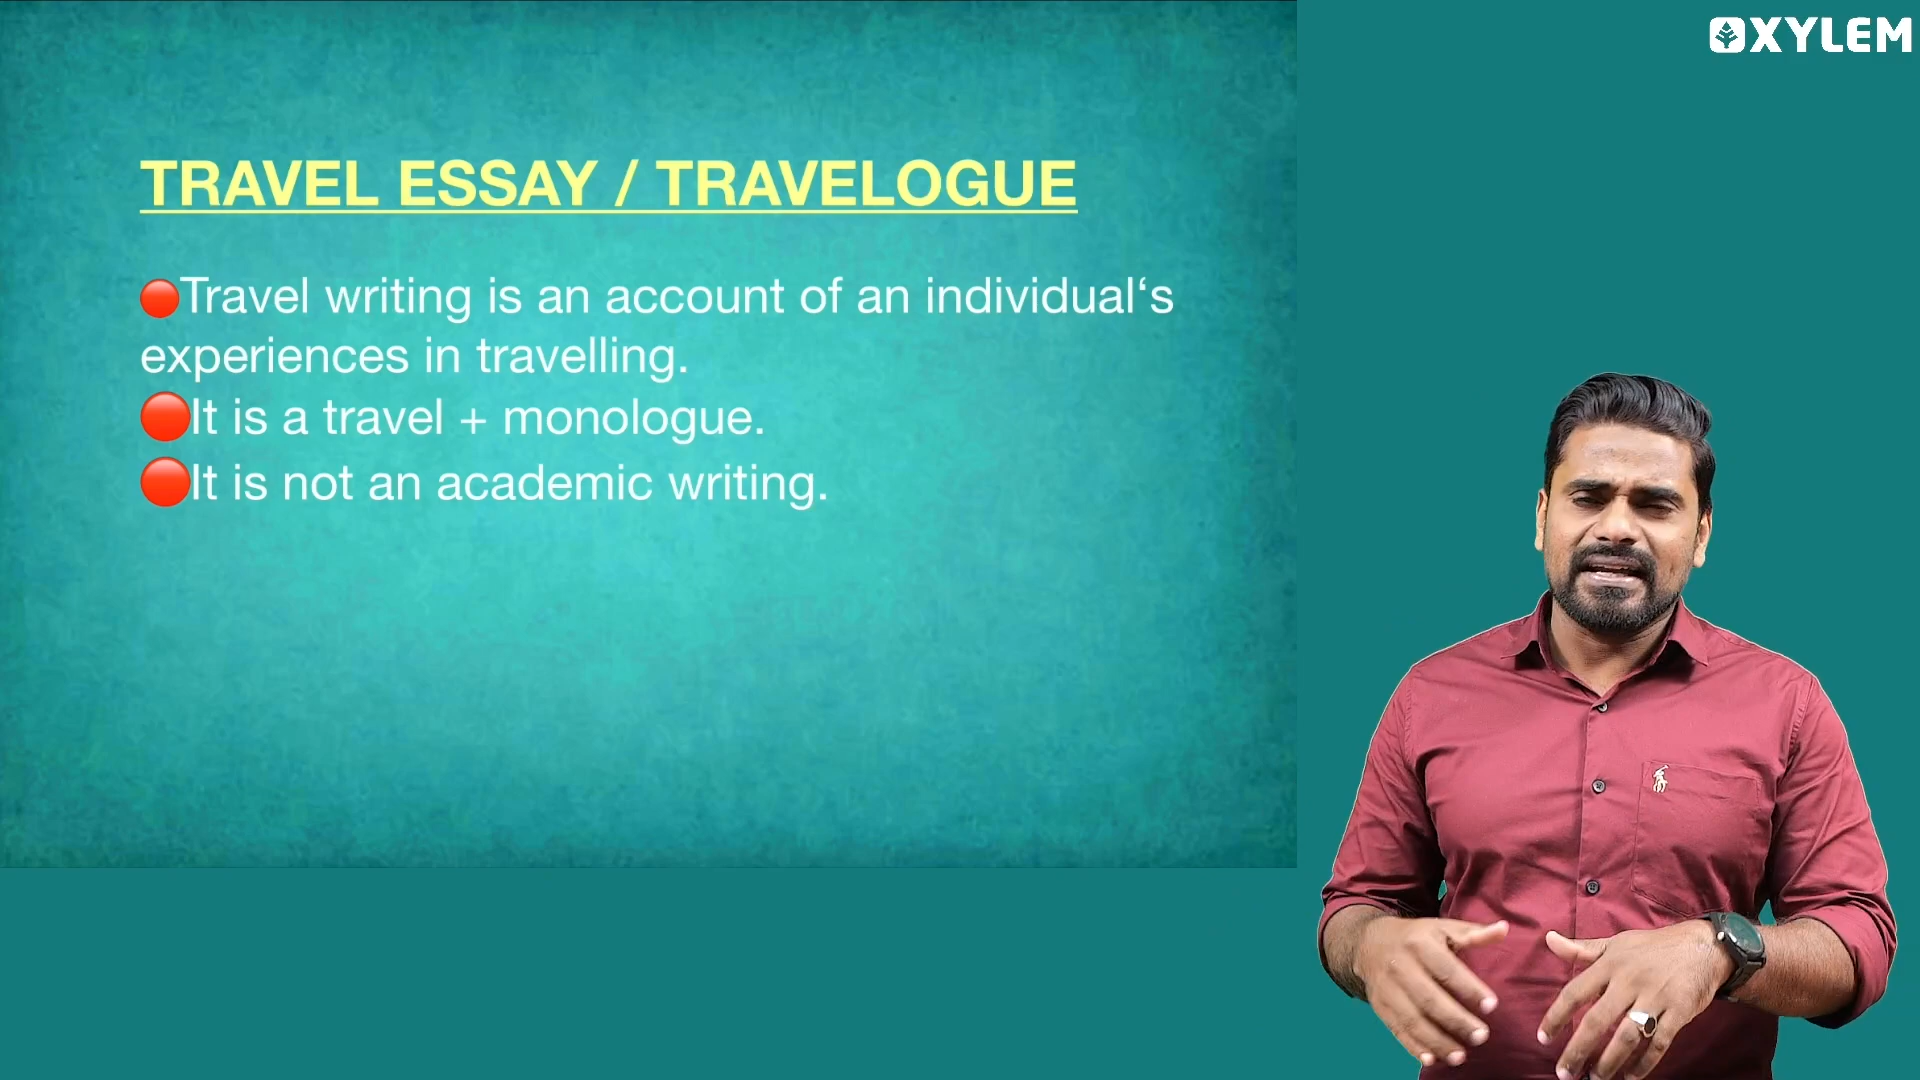 XYLEM
TRAVEL ESSAY / TRAVELOGUE
🔴Travel writing is an account of an individual‘s
experiences in travelling.
🔴It is a travel + monologue.
🔴It is not an academic writing.